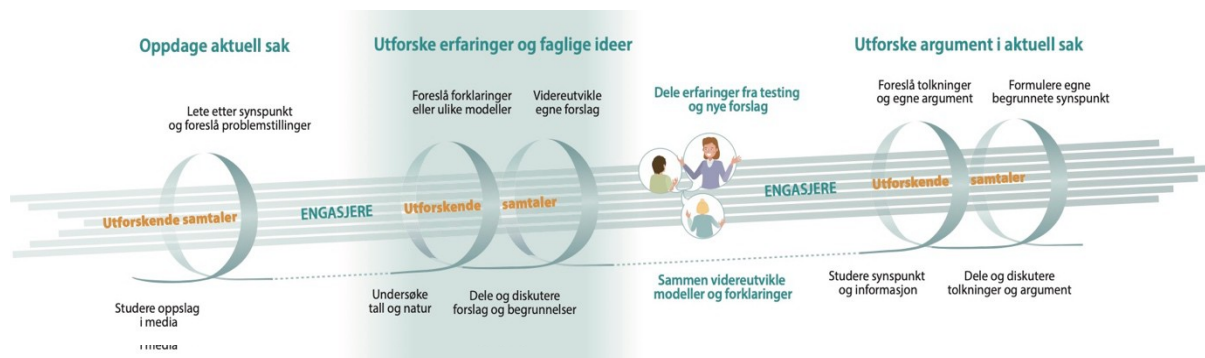 Oppdage aktuell sak
Utforske erfaringer og faglige ideer
Utforske argument i aktuell sak
Lete etter synspunkt
og foreslå problemstillinger
Foreslå forklaringer
eller ulike modeller
Videreutvikle
egne forslag
Dele erfaringer fra testing
og nye forslag
Foreslå tolkninger
og egne argument
Formulere egne
begrunnete synspunkt
Utforskende samtaler
ENGASJERE
Utforskende samtaler
ENGASJERE
Utforskende samtaler
Studere oppslag
i media
i media
Undersøke
tall og natur
Dele og diskutere
forslag og begrunnelser
Sammen videreutvikle
modeller og forklaringer
Studere synspunkt
og informasjon
Dele og diskutere
tolkninger og argument